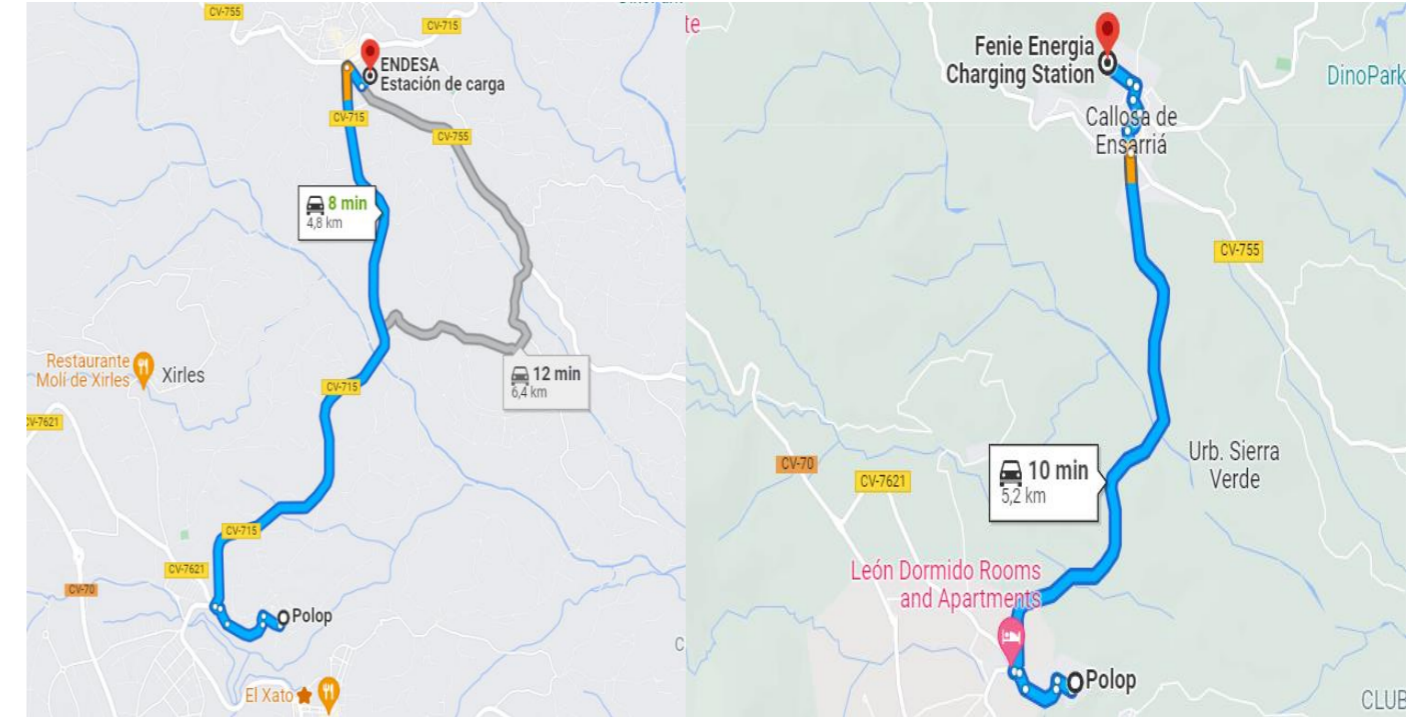 CV-755
CV-715
ENDESA
Estación de carga
CV-715
CV-755
8 min
4,8 km
Restaurante
Molí de Xirles
Xirles
CV-715
12 min
6,4 km
V-7621
CV-715
CV-7621
CV-70
Polop
C
El Xato
te
Fenie Energia
Charging Station
DinoPark
Callosa de
Ensarriá
CV-755
10 min
5,2 km
Urb. Sierra
Verde
CV-70
CV-7621
León Dormido Rooms
and Apartments
Polop
CLUB